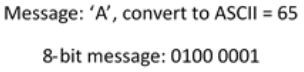 Message: ‘A’, convert to ASCII = 65
8-bit message: 0100 0001